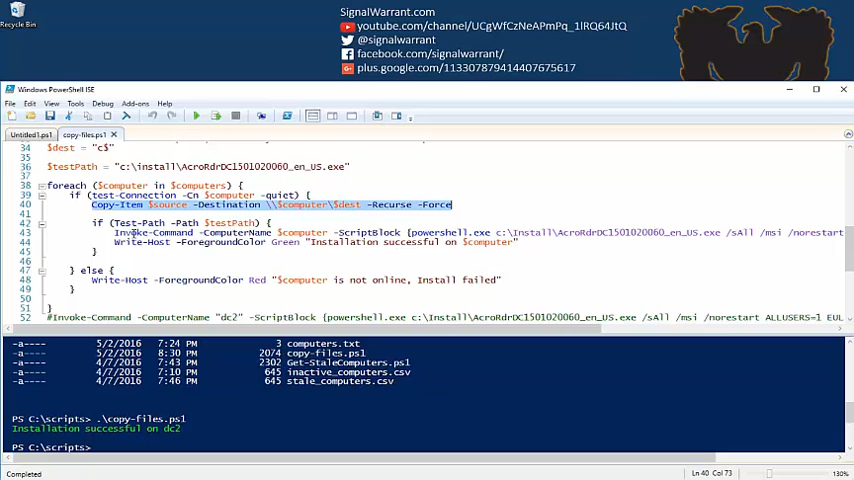 SignalWarrant.com
youtube.com/channel/UCgWfCzNeAPmPq_1lRQ64JtQ
@signalwarrant
facebook.com/signalwarrant/
plus.google.com/113307879414407675617
Recycle Bin
Windows PowerShell ISE
File Edit View Tools Debug Add-ons Help
Untitled1.ps1 copy-files.ps1
34 $dest = "c$"
35
36 $testPath = "c:\install\AcroRdrDC1501020060_en_US.exe"
37
38 foreach ($computer in $computers) {
39 if (test-Connection -Cn $computer -quiet) {
40 Copy-Item $source -Destination \\$computer\$dest -Recurse -Force
41
42 if (Test-Path -Path $testPath) {
43 Invoke-Command -ComputerName $computer -ScriptBlock {powershell.exe c:\Install\AcroRdrDC1501020060_en_US.exe /sAll /msi /norestart
44 Write-Host -ForegroundColor Green "Installation successful on $computer"
45 }
46
47 } else {
48 Write-Host -ForegroundColor Red "$computer is not online, Install failed"
49 }
50
51 }
52 #Invoke-Command -ComputerName "dc2" -ScriptBlock {powershell.exe c:\Install\AcroRdrDC1501020060_en_US.exe /sAll /msi /norestart ALLUSERS=1 EUL
-a---- 5/2/2016 7:24 PM 3 computers.txt
-a---- 5/2/2016 8:30 PM 2074 copy-files.ps1
-a---- 4/7/2016 7:43 PM 2302 Get-StaleComputers.ps1
-a---- 4/7/2016 7:10 PM 645 inactive_computers.csv
-a---- 4/7/2016 7:46 PM 645 stale_computers.csv
PS C:\scripts> .\copy-files.ps1
Installation successful on dc2
PS C:\scripts>
Completed Ln 40 Col 73 130%